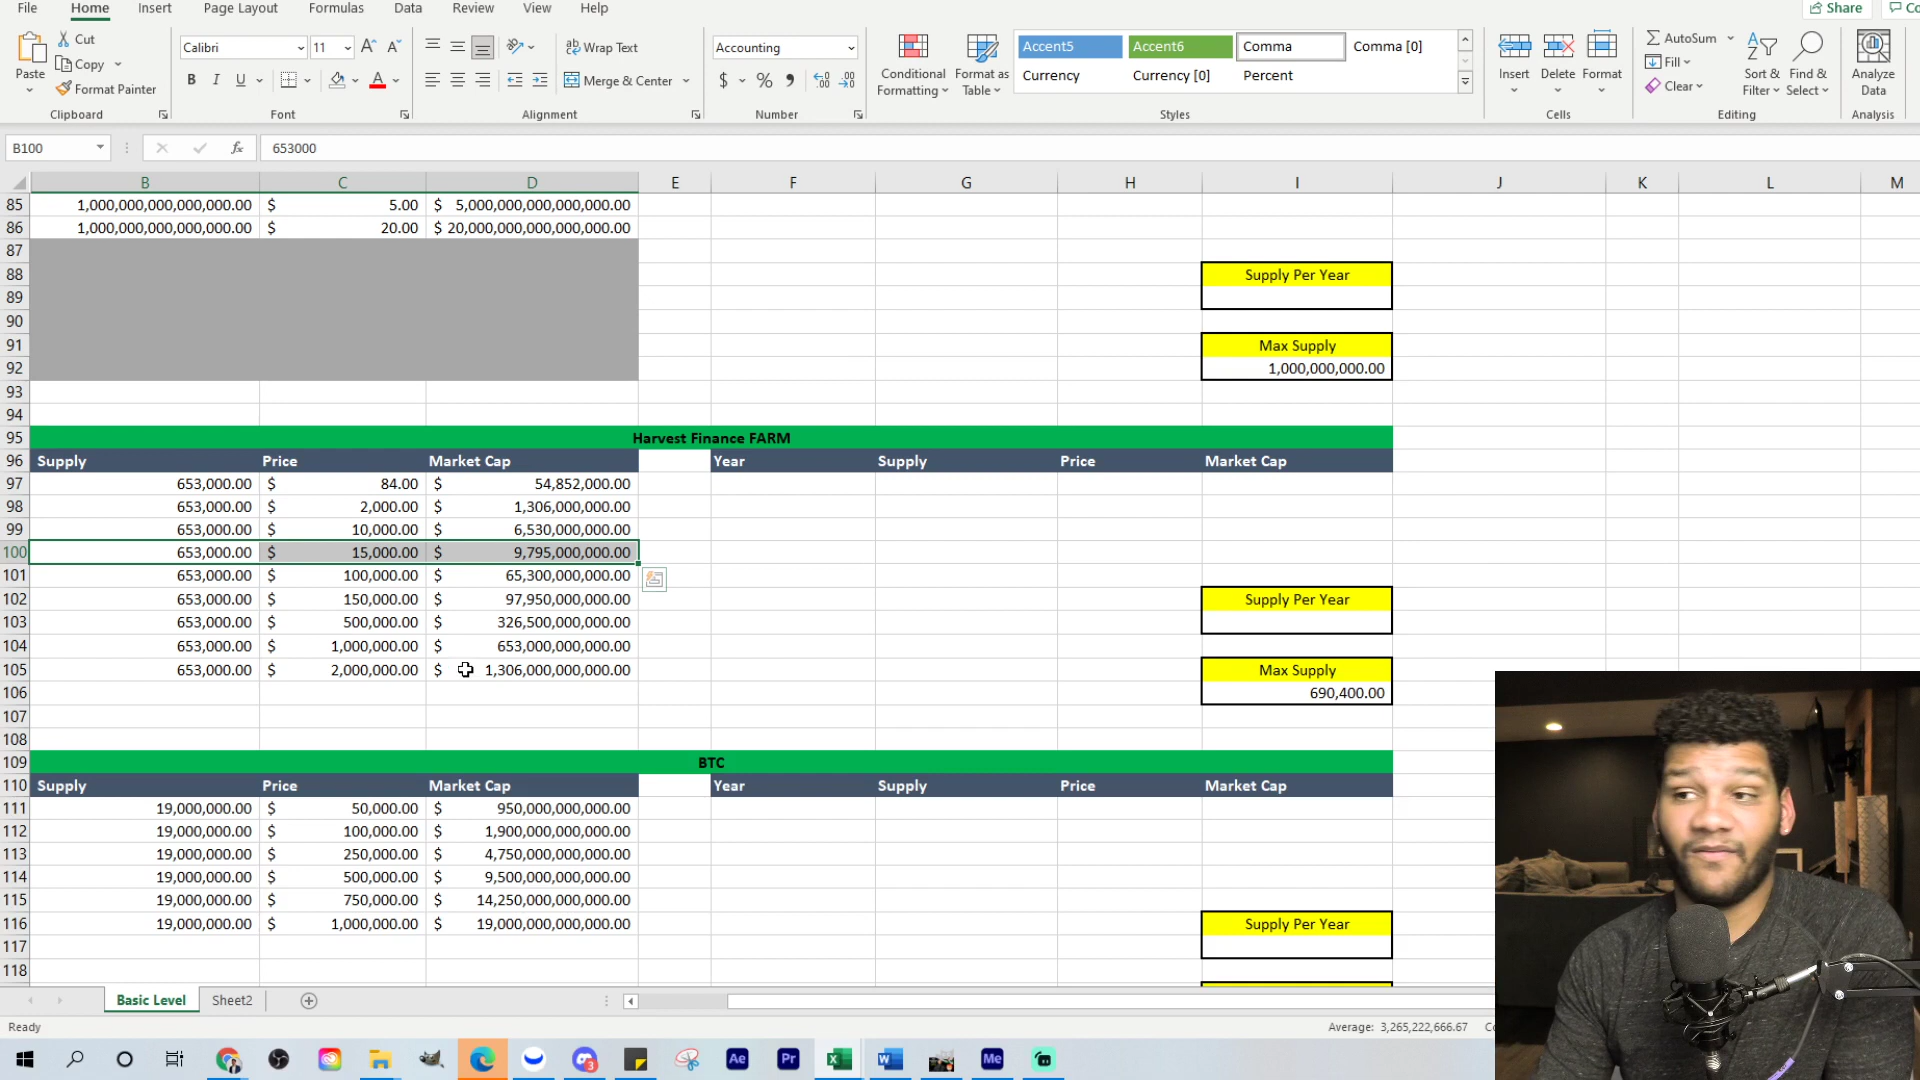 File Home Insert Page Layout Formulas Data Review View Help Share Co
Paste Cut Copy Format Painter Clipboard
Calibri 11 A A B I U A Font
Wrap Text Merge & Center Alignment
Accounting $ % , Number
Conditional Formatting Format as Table
Accent5 Accent6 Comma Comma [0]
Currency Currency [0] Percent
Styles
Insert Delete Format Cells
AutoSum Fill Clear Sort & Filter Find & Select Editing
Analyze Data Analysis
B100 fx 653000
B C D E F G H I J K L M
85 1,000,000,000,000,000.00 $ 5.00 $ 5,000,000,000,000,000.00
86 1,000,000,000,000,000.00 $ 20.00 $ 20,000,000,000,000,000.00
87
88 Supply Per Year
89
90
91 Max Supply
92 1,000,000,000.00
93
94
95 Harvest Finance FARM
96 Supply Price Market Cap Year Supply Price Market Cap
97 653,000.00 $ 84.00 $ 54,852,000.00
98 653,000.00 $ 2,000.00 $ 1,306,000,000.00
99 653,000.00 $ 10,000.00 $ 6,530,000,000.00
100 653,000.00 $ 15,000.00 $ 9,795,000,000.00
101 653,000.00 $ 100,000.00 $ 65,300,000,000.00
102 653,000.00 $ 150,000.00 $ 97,950,000,000.00 Supply Per Year
103 653,000.00 $ 500,000.00 $ 326,500,000,000.00
104 653,000.00 $ 1,000,000.00 $ 653,000,000,000.00
105 653,000.00 $ 2,000,000.00 $ 1,306,000,000,000.00 Max Supply
106 690,400.00
107
108
109 BTC
110 Supply Price Market Cap Year Supply Price Market Cap
111 19,000,000.00 $ 50,000.00 $ 950,000,000,000.00
112 19,000,000.00 $ 100,000.00 $ 1,900,000,000,000.00
113 19,000,000.00 $ 250,000.00 $ 4,750,000,000,000.00
114 19,000,000.00 $ 500,000.00 $ 9,500,000,000,000.00
115 19,000,000.00 $ 750,000.00 $ 14,250,000,000,000.00
116 19,000,000.00 $ 1,000,000.00 $ 19,000,000,000,000.00 Supply Per Year
117
118
Basic Level Sheet2
Ready Average: 3,265,222,666.67 Co
3 Ae Pr X W Me